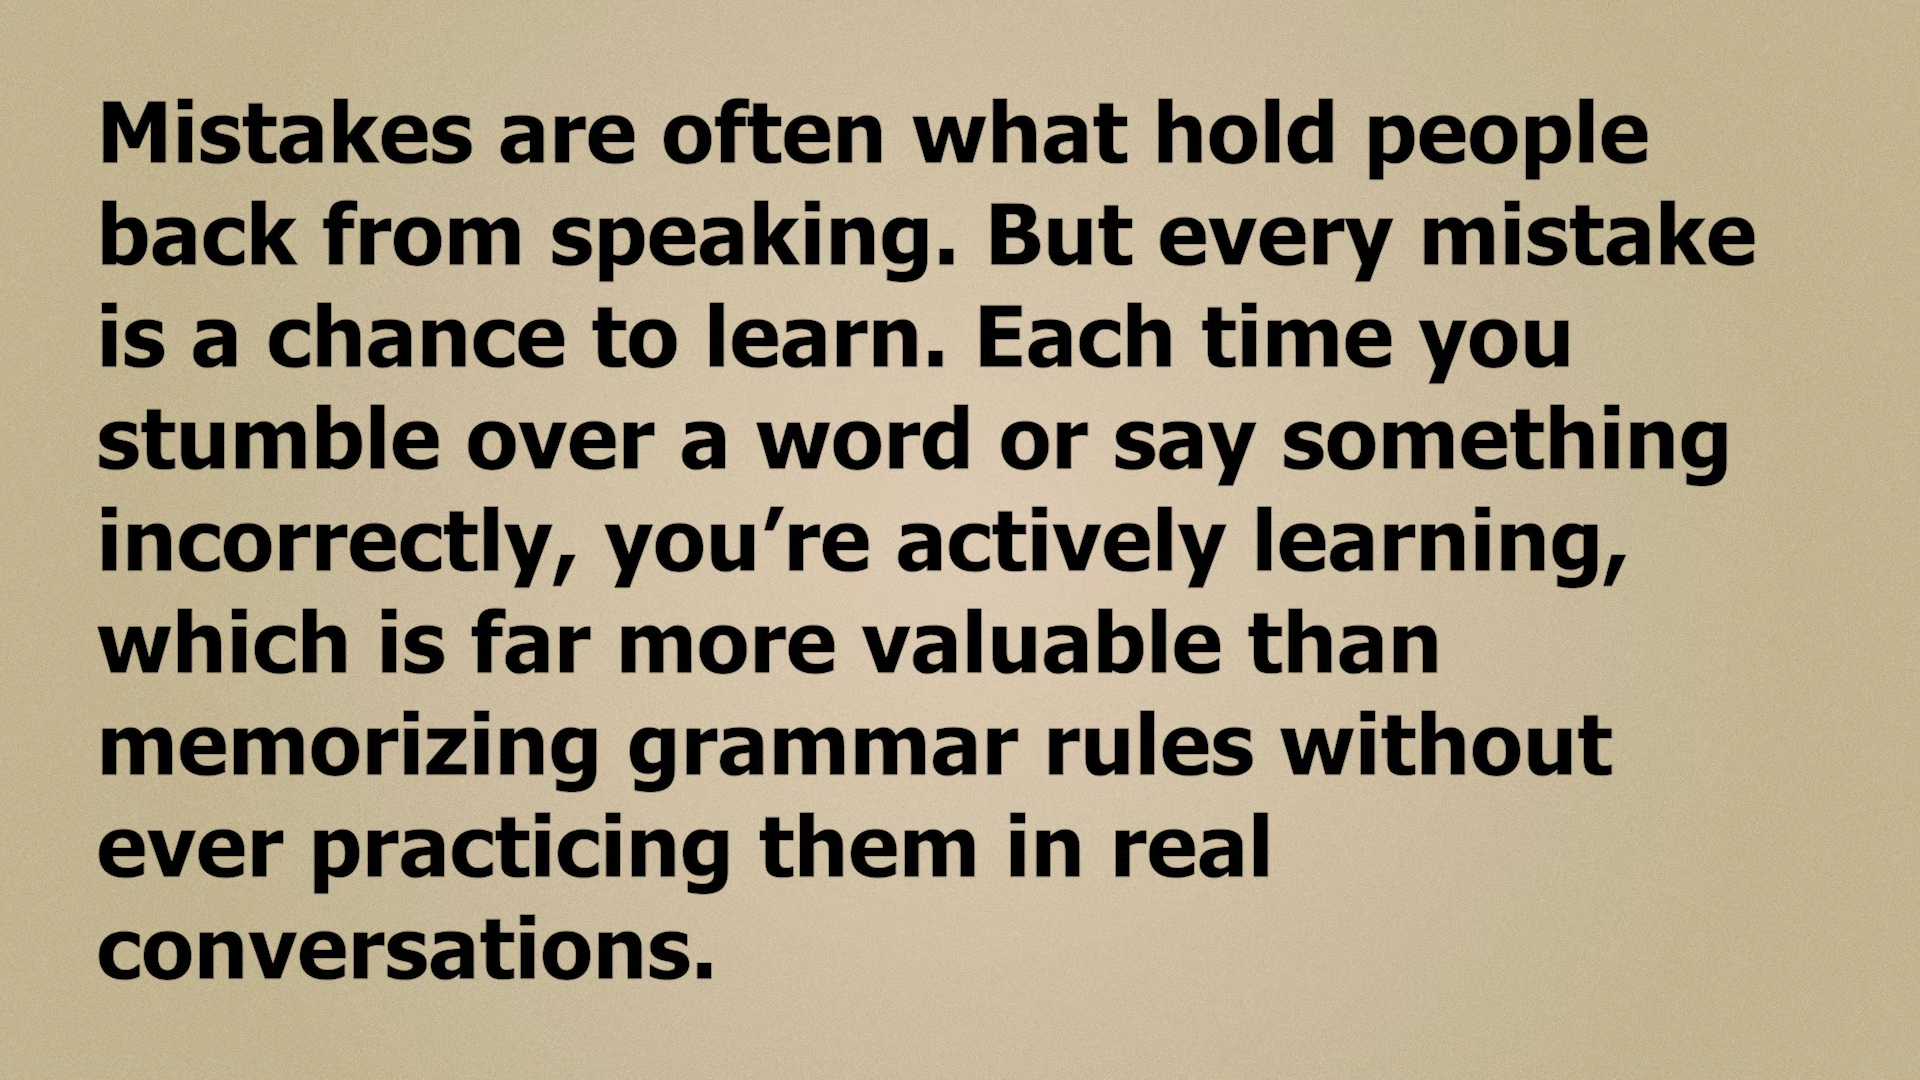 Mistakes are often what hold people
back from speaking. But every mistake
is a chance to learn. Each time you
stumble over a word or say something
incorrectly, you’re actively learning,
which is far more valuable than
memorizing grammar rules without
ever practicing them in real
conversations.